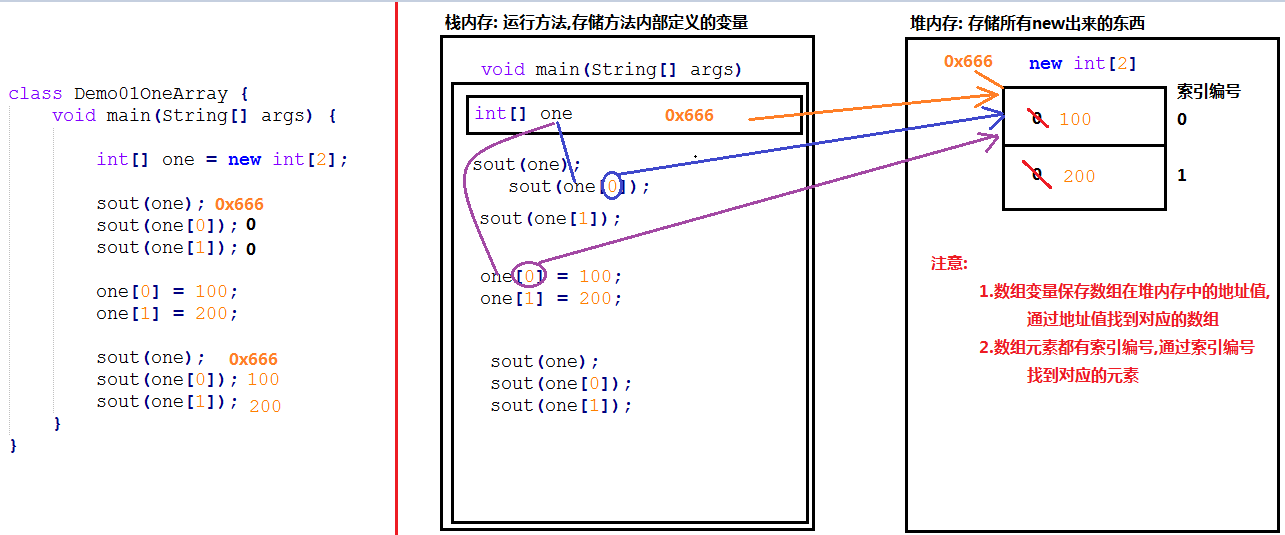 class Demo01OneArray {
void main(String[] args) {
int[] one = new int[2];
sout(one); 0x666
sout(one[0]); 0
sout(one[1]); 0
one[0] = 100;
one[1] = 200;
sout(one); 0x666
sout(one[0]); 100
sout(one[1]); 200
}
}
栈内存: 运行方法,存储方法内部定义的变量
void main(String[] args)
int[] one 0x666
sout(one);
sout(one[0]);
sout(one[1]);
one[0] = 100;
one[1] = 200;
sout(one);
sout(one[0]);
sout(one[1]);
堆内存: 存储所有new出来的东西
0x666 new int[2]
索引编号
0 100 0
0 200 1
注意:
1.数组变量保存数组在堆内存中的地址值,
通过地址值找到对应的数组
2.数组元素都有索引编号,通过索引编号
找到对应的元素